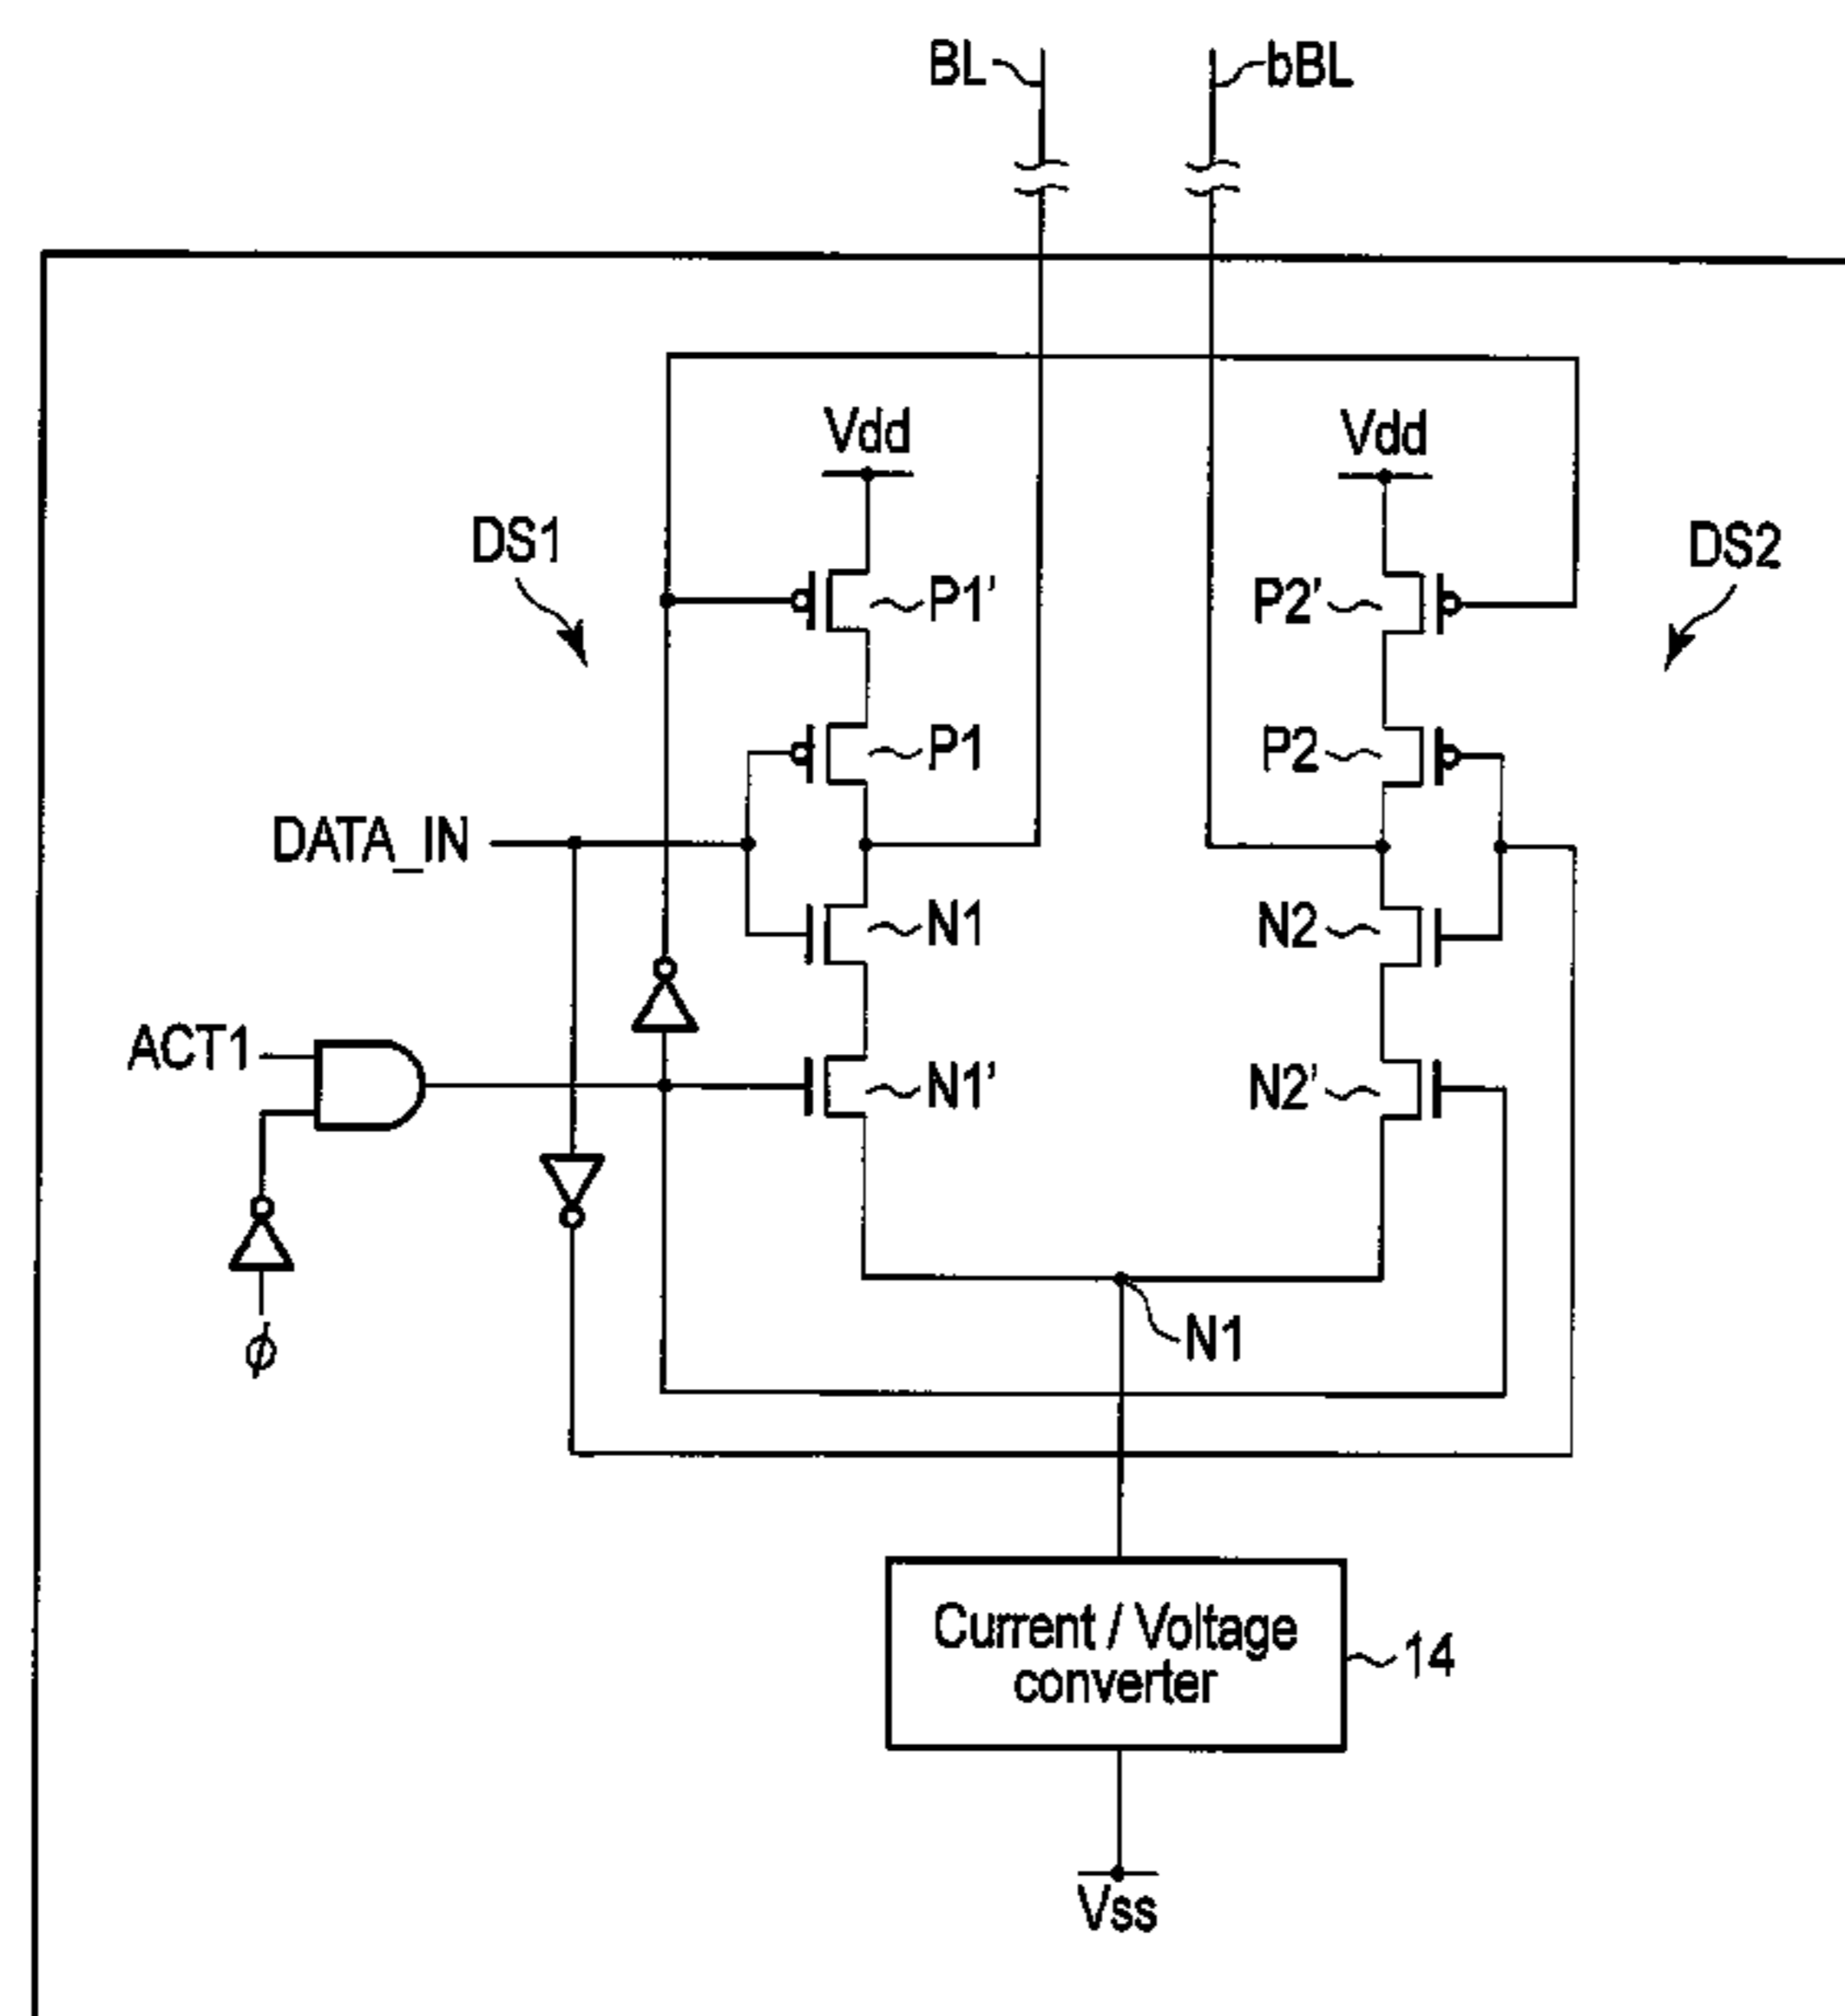 BL
bBL
Vdd
Vdd
DS1
DS2
P1'
P2'
P1
P2
DATA_IN
N1
N2
ACT1
N1'
N2'
N1
ϕ
Current / Voltage
converter
14
Vss